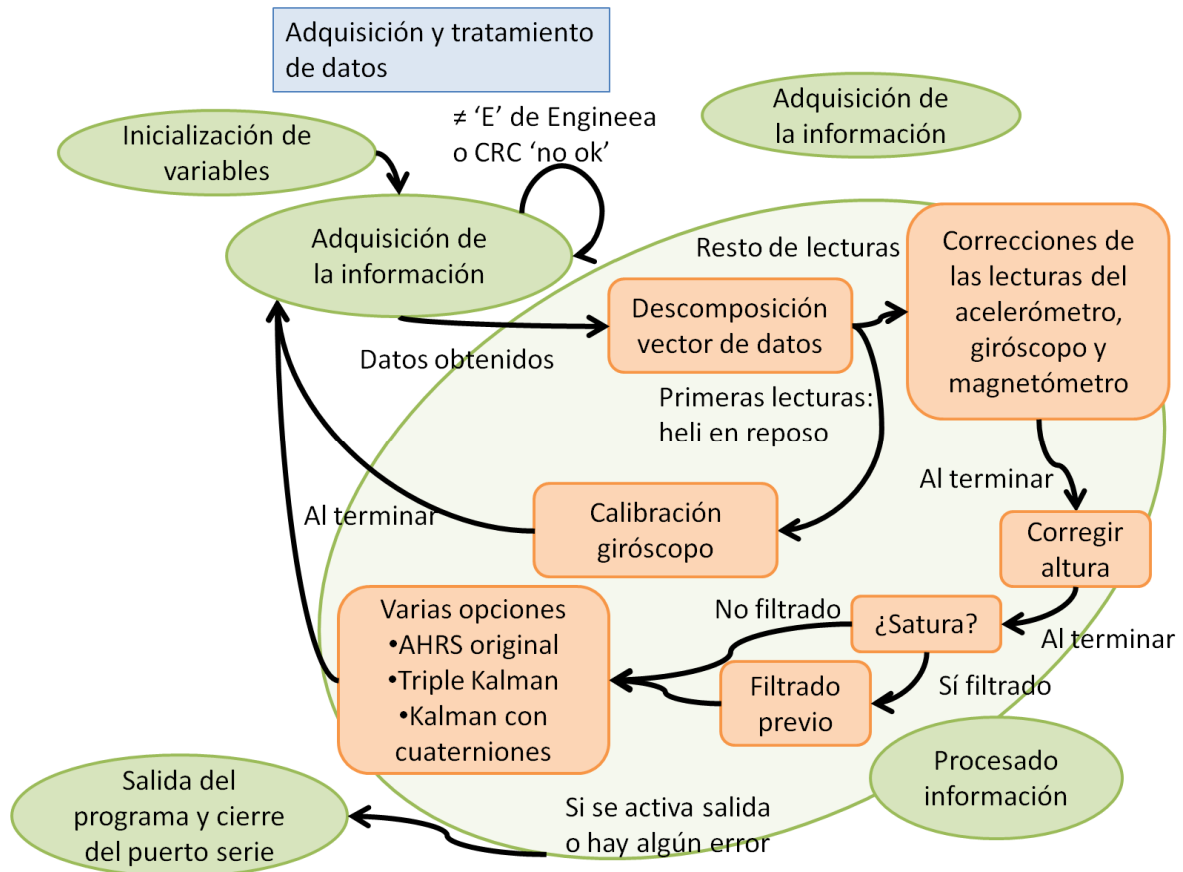 Adquisición y tratamiento
de datos
≠ ‘E’ de Engineea
o CRC ‘no ok’
Adquisición de
la información
Inicialización de
variables
Adquisición de
la información
Resto de lecturas
Correcciones de
las lecturas del
acelerómetro,
giróscopo y
magnetómetro
Descomposición
vector de datos
Datos obtenidos
Primeras lecturas:
heli en reposo
Al terminar
Calibración
giróscopo
Al terminar
Corregir
altura
Varias opciones
•AHRS original
•Triple Kalman
•Kalman con
cuaterniones
No filtrado
¿Satura?
Al terminar
Filtrado
previo
Sí filtrado
Procesado
información
Salida del
programa y cierre
del puerto serie
Si se activa salida
o hay algún error